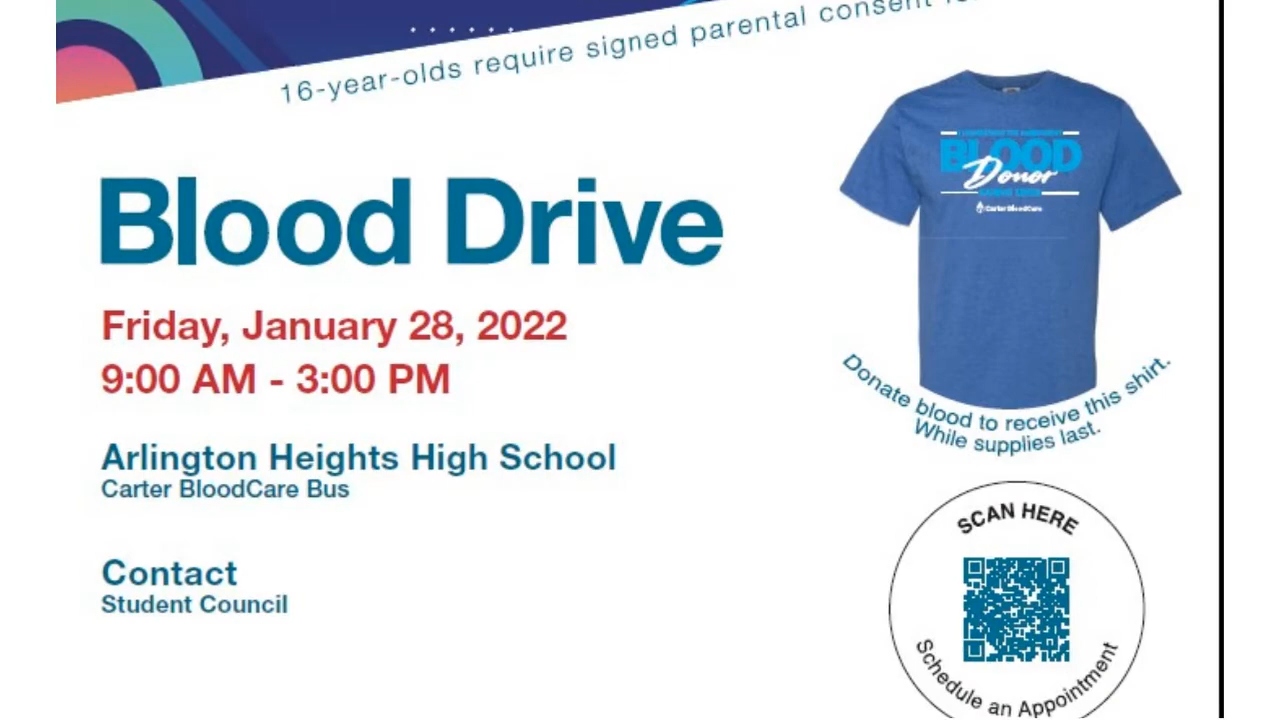 16-year-olds require signed parental consent
Blood Drive
Friday, January 28, 2022
9:00 AM - 3:00 PM
Arlington Heights High School
Carter BloodCare Bus
Contact
Student Council
BLOOD
Donor
Carter BloodCare
Donate blood to receive this shirt.
While supplies last.
SCAN HERE
Schedule an Appointment